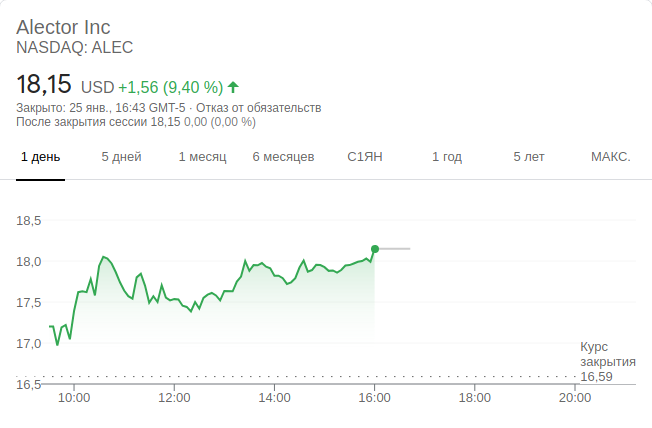 Alector Inc
NASDAQ: ALEC
18,15 USD +1,56 (9,40 %)
Закрыто: 25 янв., 16:43 GMT-5 · Отказ от обязательств
После закрытия сессии 18,15 0,00 (0,00 %)
1 день 5 дней 1 месяц 6 месяцев С1ЯН 1 год 5 лет МАКС.
18,5
18,0
17,5
17,0
Курс
закрытия
16,59
16,5
10:00 12:00 14:00 16:00 18:00 20:00